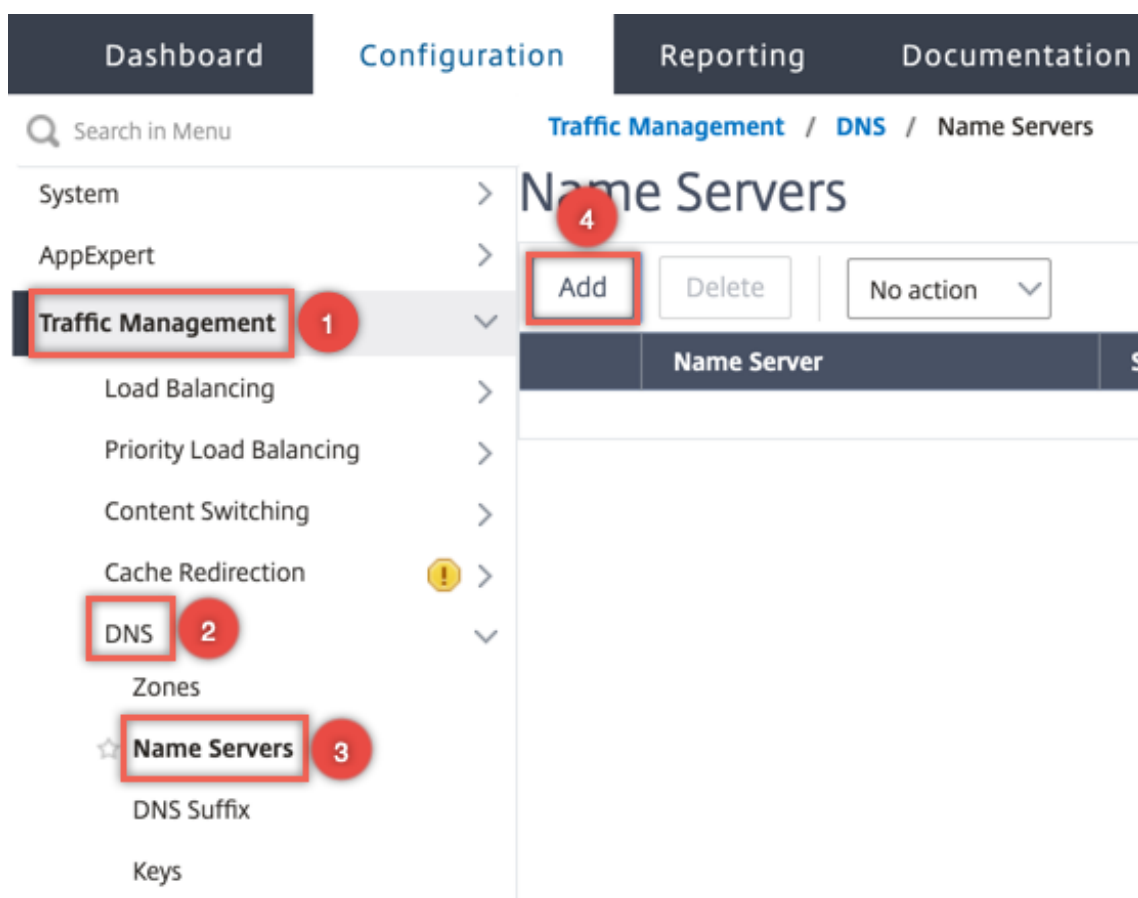 Dashboard Configuration Reporting Documentation
Search in Menu
Traffic Management / DNS / Name Servers
System
AppExpert
Traffic Management 1
Load Balancing
Priority Load Balancing
Content Switching
Cache Redirection
DNS 2
Zones
Name Servers 3
DNS Suffix
Keys
Name Servers
4
Add Delete No action
Name Server